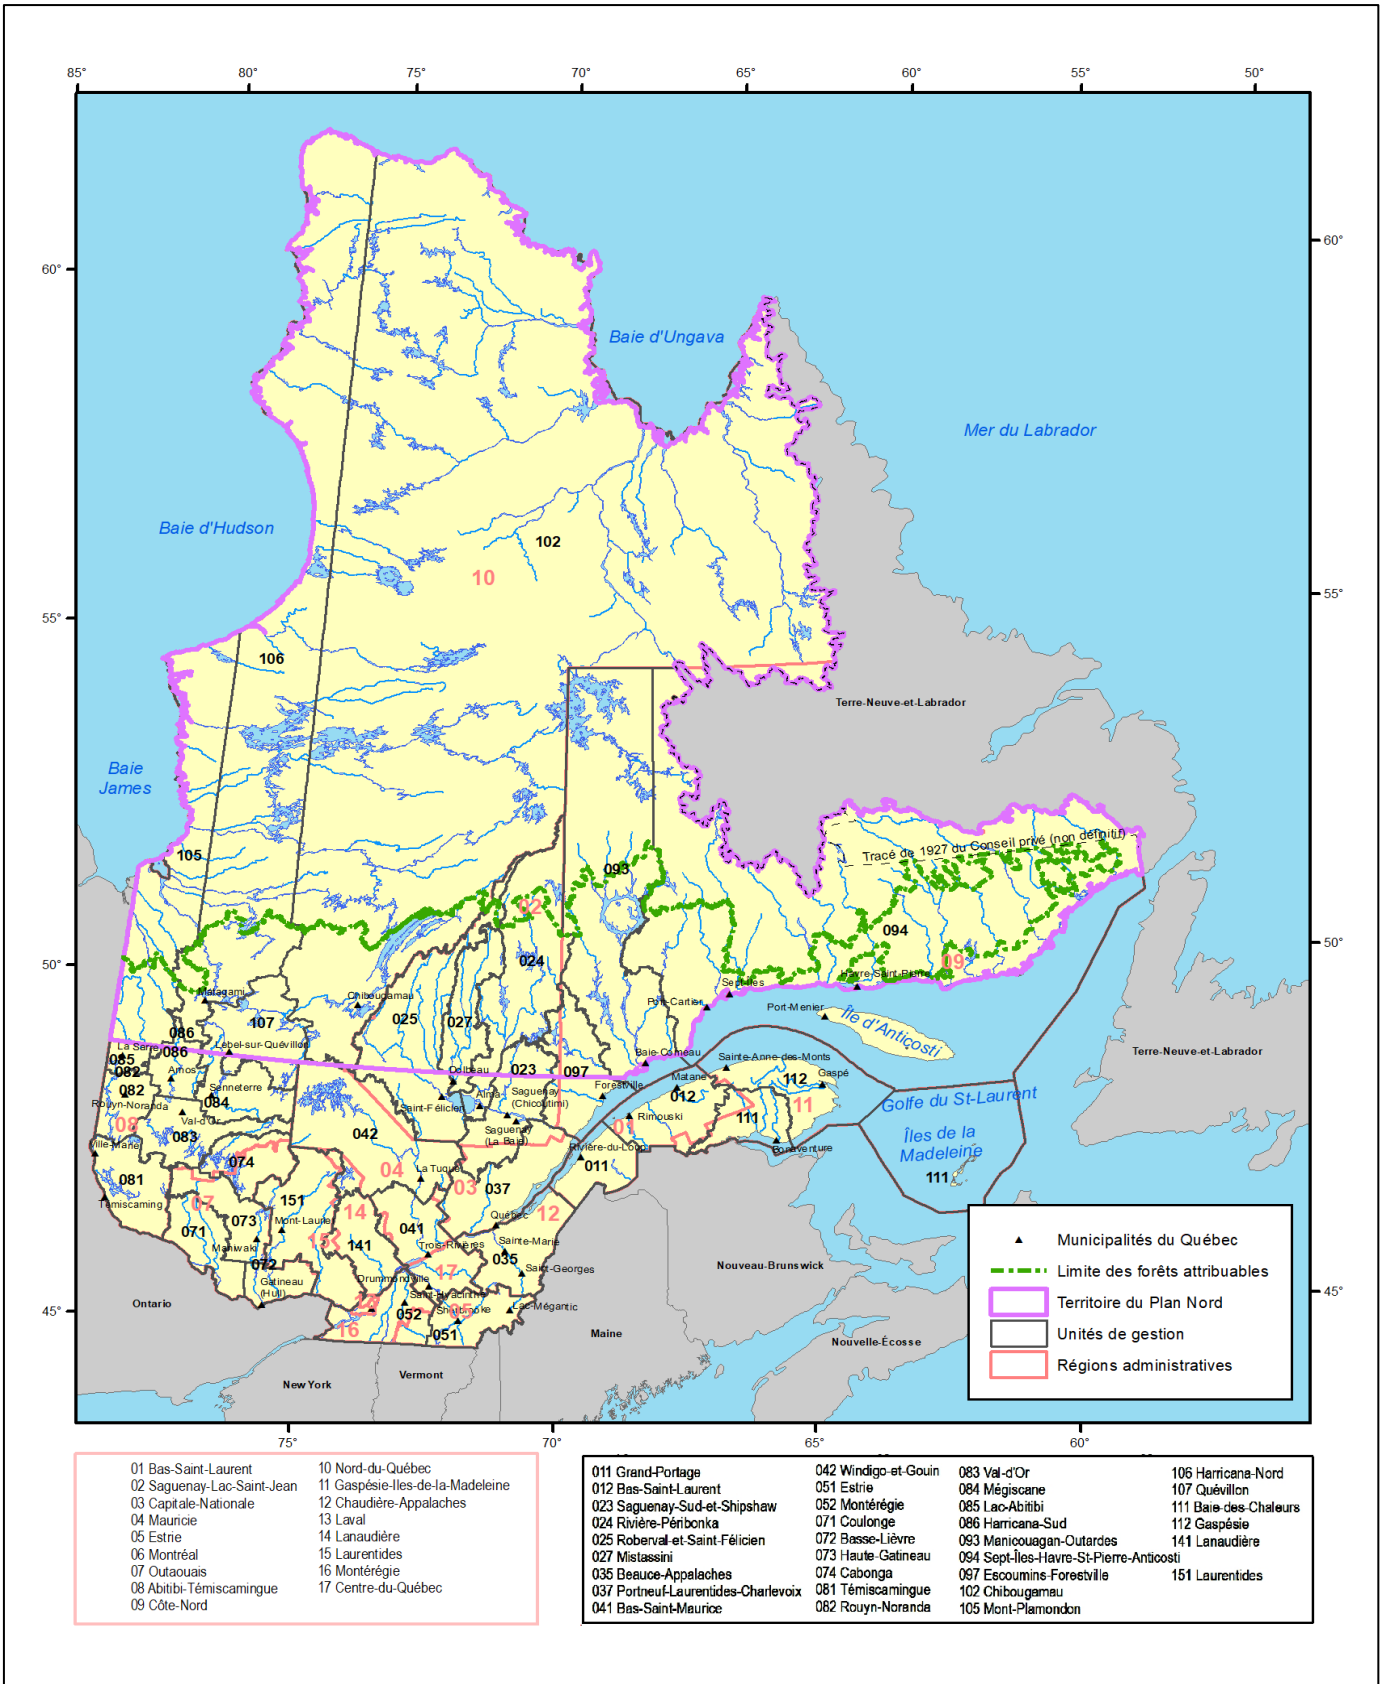 85° 80° 75° 70° 65° 60° 55° 50°
60° 60°
Baie d'Ungava
Mer du Labrador
Baie d'Hudson
102
10
55° 55°
106
Terre-Neuve-et-Labrador
Baie
James
Tracé de 1927 du Conseil privé (non définitif)
105
093
02
094
024
09
50° 50°
Havre-Saint-Pierre
Sept-Îles
Matagami
Chibougamau
Port-Cartier
Port-Menier
Île d'Anticosti
025
027
107
086
La Sarre
086
Lebel-sur-Quévillon
Baie-Comeau
Terre-Neuve-et-Labrador
085
082
Amos
Dolbeau
023
097
Sainte-Anne-des-Monts
082
Senneterre
Matane
112
Gaspé
Rouyn-Noranda
084
Saint-Félicien
Alma
Saguenay
(Chicoutimi)
Forestville
012
11
Golfe du St-Laurent
08
Val-d'Or
083
042
Saguenay
(La Baie)
01
Rimouski
111
Îles de la
Madeleine
Ville-Marie
074
Rivière-du-Loup
Bonaventure
04
La Tuque
011
111
081
Témiscaming
07
151
03
037
071
073
Mont-Laurier
14
041
Québec
12
Maniwaki
15
141
Trois-Rivières
Sainte-Marie
072
035
Gatineau
(Hull)
Drummondville
17
Saint-Georges
Nouveau-Brunswick
Ontario
Saint-Hyacinthe
45° 45°
052
Sherbrooke
05
Lac-Mégantic
16
051
Maine
Nouvelle-Écosse
Vermont
New York
Municipalités du Québec
Limite des forêts attribuables
Territoire du Plan Nord
Unités de gestion
Régions administratives
75° 70° 65° 60°
01 Bas-Saint-Laurent
02 Saguenay-Lac-Saint-Jean
03 Capitale-Nationale
04 Mauricie
05 Estrie
06 Montréal
07 Outaouais
08 Abitibi-Témiscamingue
09 Côte-Nord
10 Nord-du-Québec
11 Gaspésie-Iles-de-la-Madeleine
12 Chaudière-Appalaches
13 Laval
14 Lanaudière
15 Laurentides
16 Montérégie
17 Centre-du-Québec
011 Grand-Portage
012 Bas-Saint-Laurent
023 Saguenay-Sud-et-Shipshaw
024 Rivière-Péribonka
025 Roberval-et-Saint-Félicien
027 Mistassini
035 Beauce-Appalaches
037 Portneuf-Laurentides-Charlevoix
041 Bas-Saint-Maurice
042 Windigo-et-Gouin
051 Estrie
052 Montérégie
071 Coulonge
072 Basse-Lièvre
073 Haute-Gatineau
074 Cabonga
081 Témiscamingue
082 Rouyn-Noranda
083 Val-d'Or
084 Mégiscane
085 Lac-Abitibi
086 Harricana-Sud
093 Manicouagan-Outardes
094 Sept-Îles-Havre-St-Pierre-Anticosti
097 Escoumins-Forestville
102 Chibougamau
105 Mont-Plamondon
106 Harricana-Nord
107 Quévillon
111 Baie-des-Chaleurs
112 Gaspésie
141 Lanaudière
151 Laurentides